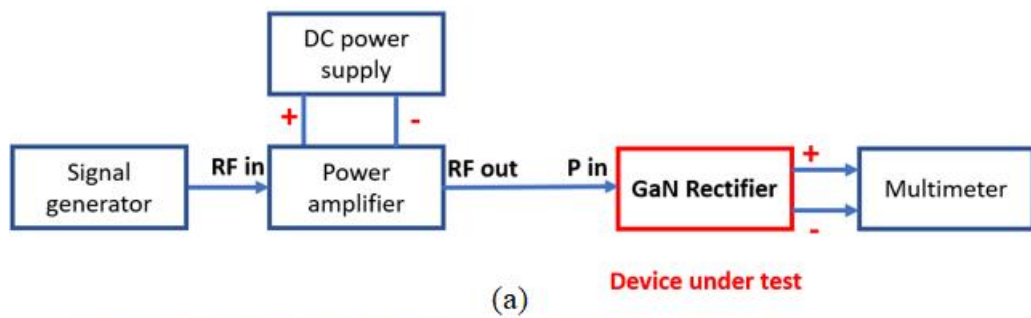 DC power
supply
+ -
Signal
generator
RF in
Power
amplifier
RF out
P in
GaN Rectifier
+
-
Multimeter
Device under test
(a)